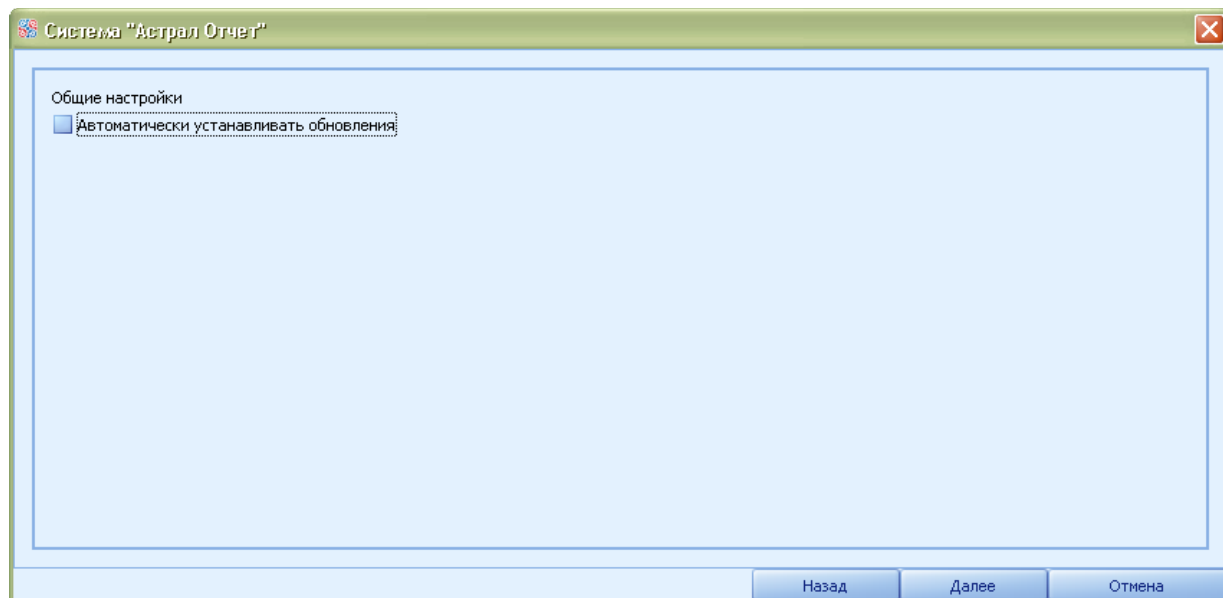 Система "Астрал Отчет"
Общие настройки
Автоматически устанавливать обновления
Назад
Далее
Отмена